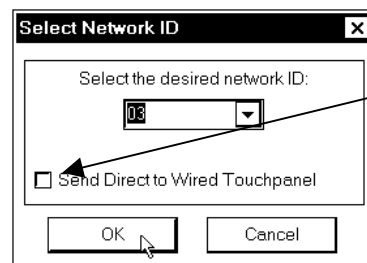 Select Network ID
Select the desired network ID:
03
Send Direct to Wired Touchpanel
OK
Cancel